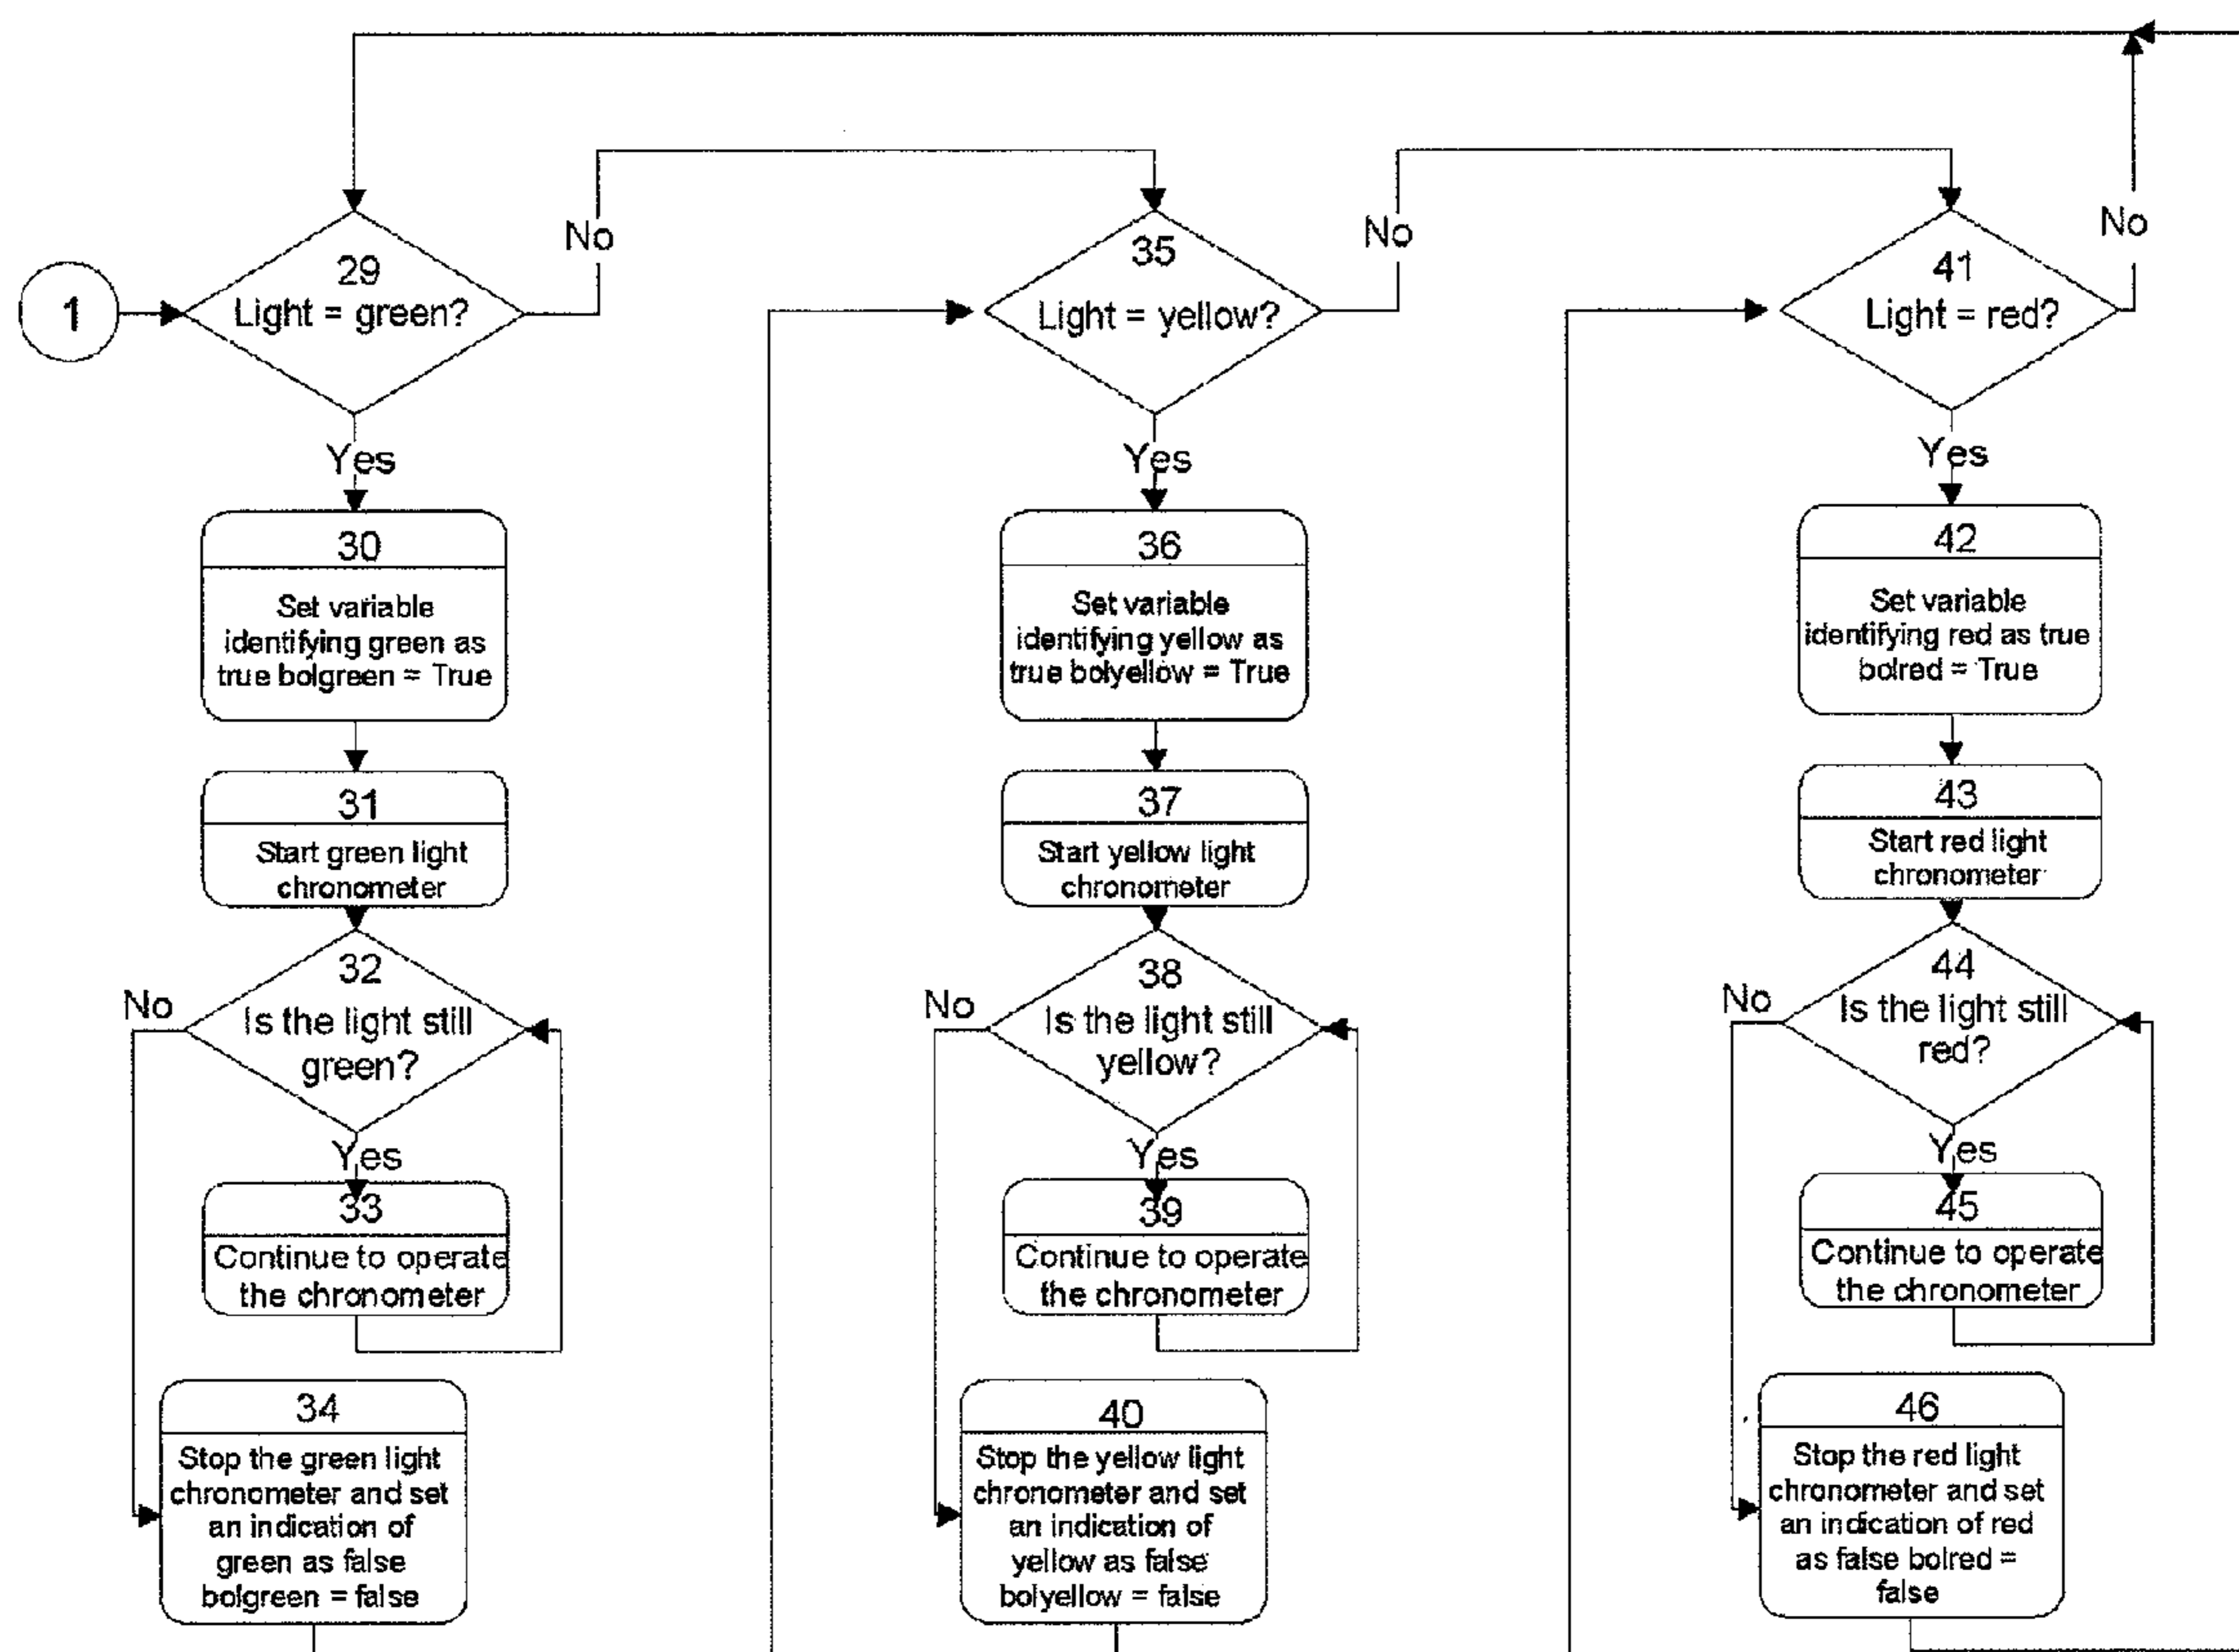 1
29
Light = green?
No
Yes
30
Set variable
identifying green as
true bolgreen = True
31
Start green light
chronometer
32
Is the light still
green?
No
Yes
33
Continue to operate
the chronometer
34
Stop the green light
chronometer and set
an indication of
green as false
bolgreen = false
35
Light = yellow?
No
Yes
36
Set variable
identifying yellow as
true bolyellow = True
37
Start yellow light
chronometer
38
Is the light still
yellow?
No
Yes
39
Continue to operate
the chronometer
40
Stop the yellow light
chronometer and set
an indication of
yellow as false
bolyellow = false
41
Light = red?
No
Yes
42
Set variable
identifying red as true
bolred = True
43
Start red light
chronometer
44
Is the light still
red?
No
Yes
45
Continue to operate
the chronometer
46
Stop the red light
chronometer and set
an indication of red
as false bolred =
false